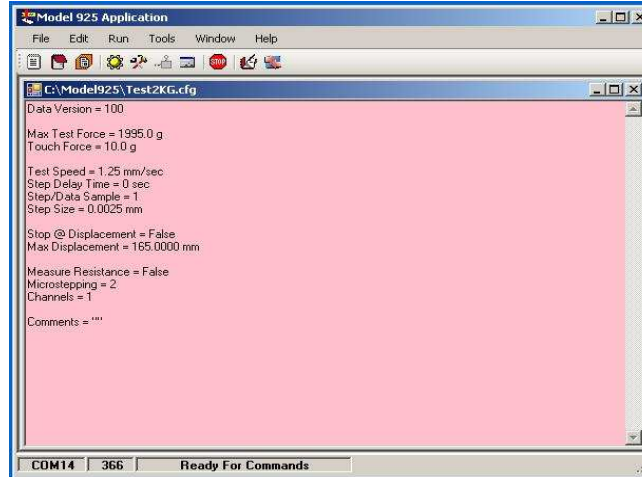 Model 925 Application
File Edit Run Tools Window Help
STOP
C:\Model925\Test2KG.cfg
Data Version = 100
Max Test Force = 1995.0 g
Touch Force = 10.0 g
Test Speed = 1.25 mm/sec
Step Delay Time = 0 sec
Step/Data Sample = 1
Step Size = 0.0025 mm
Stop @ Displacement = False
Max Displacement = 165.0000 mm
Measure Resistance = False
Microstepping = 2
Channels = 1
Comments = ""
COM14 366 Ready For Commands